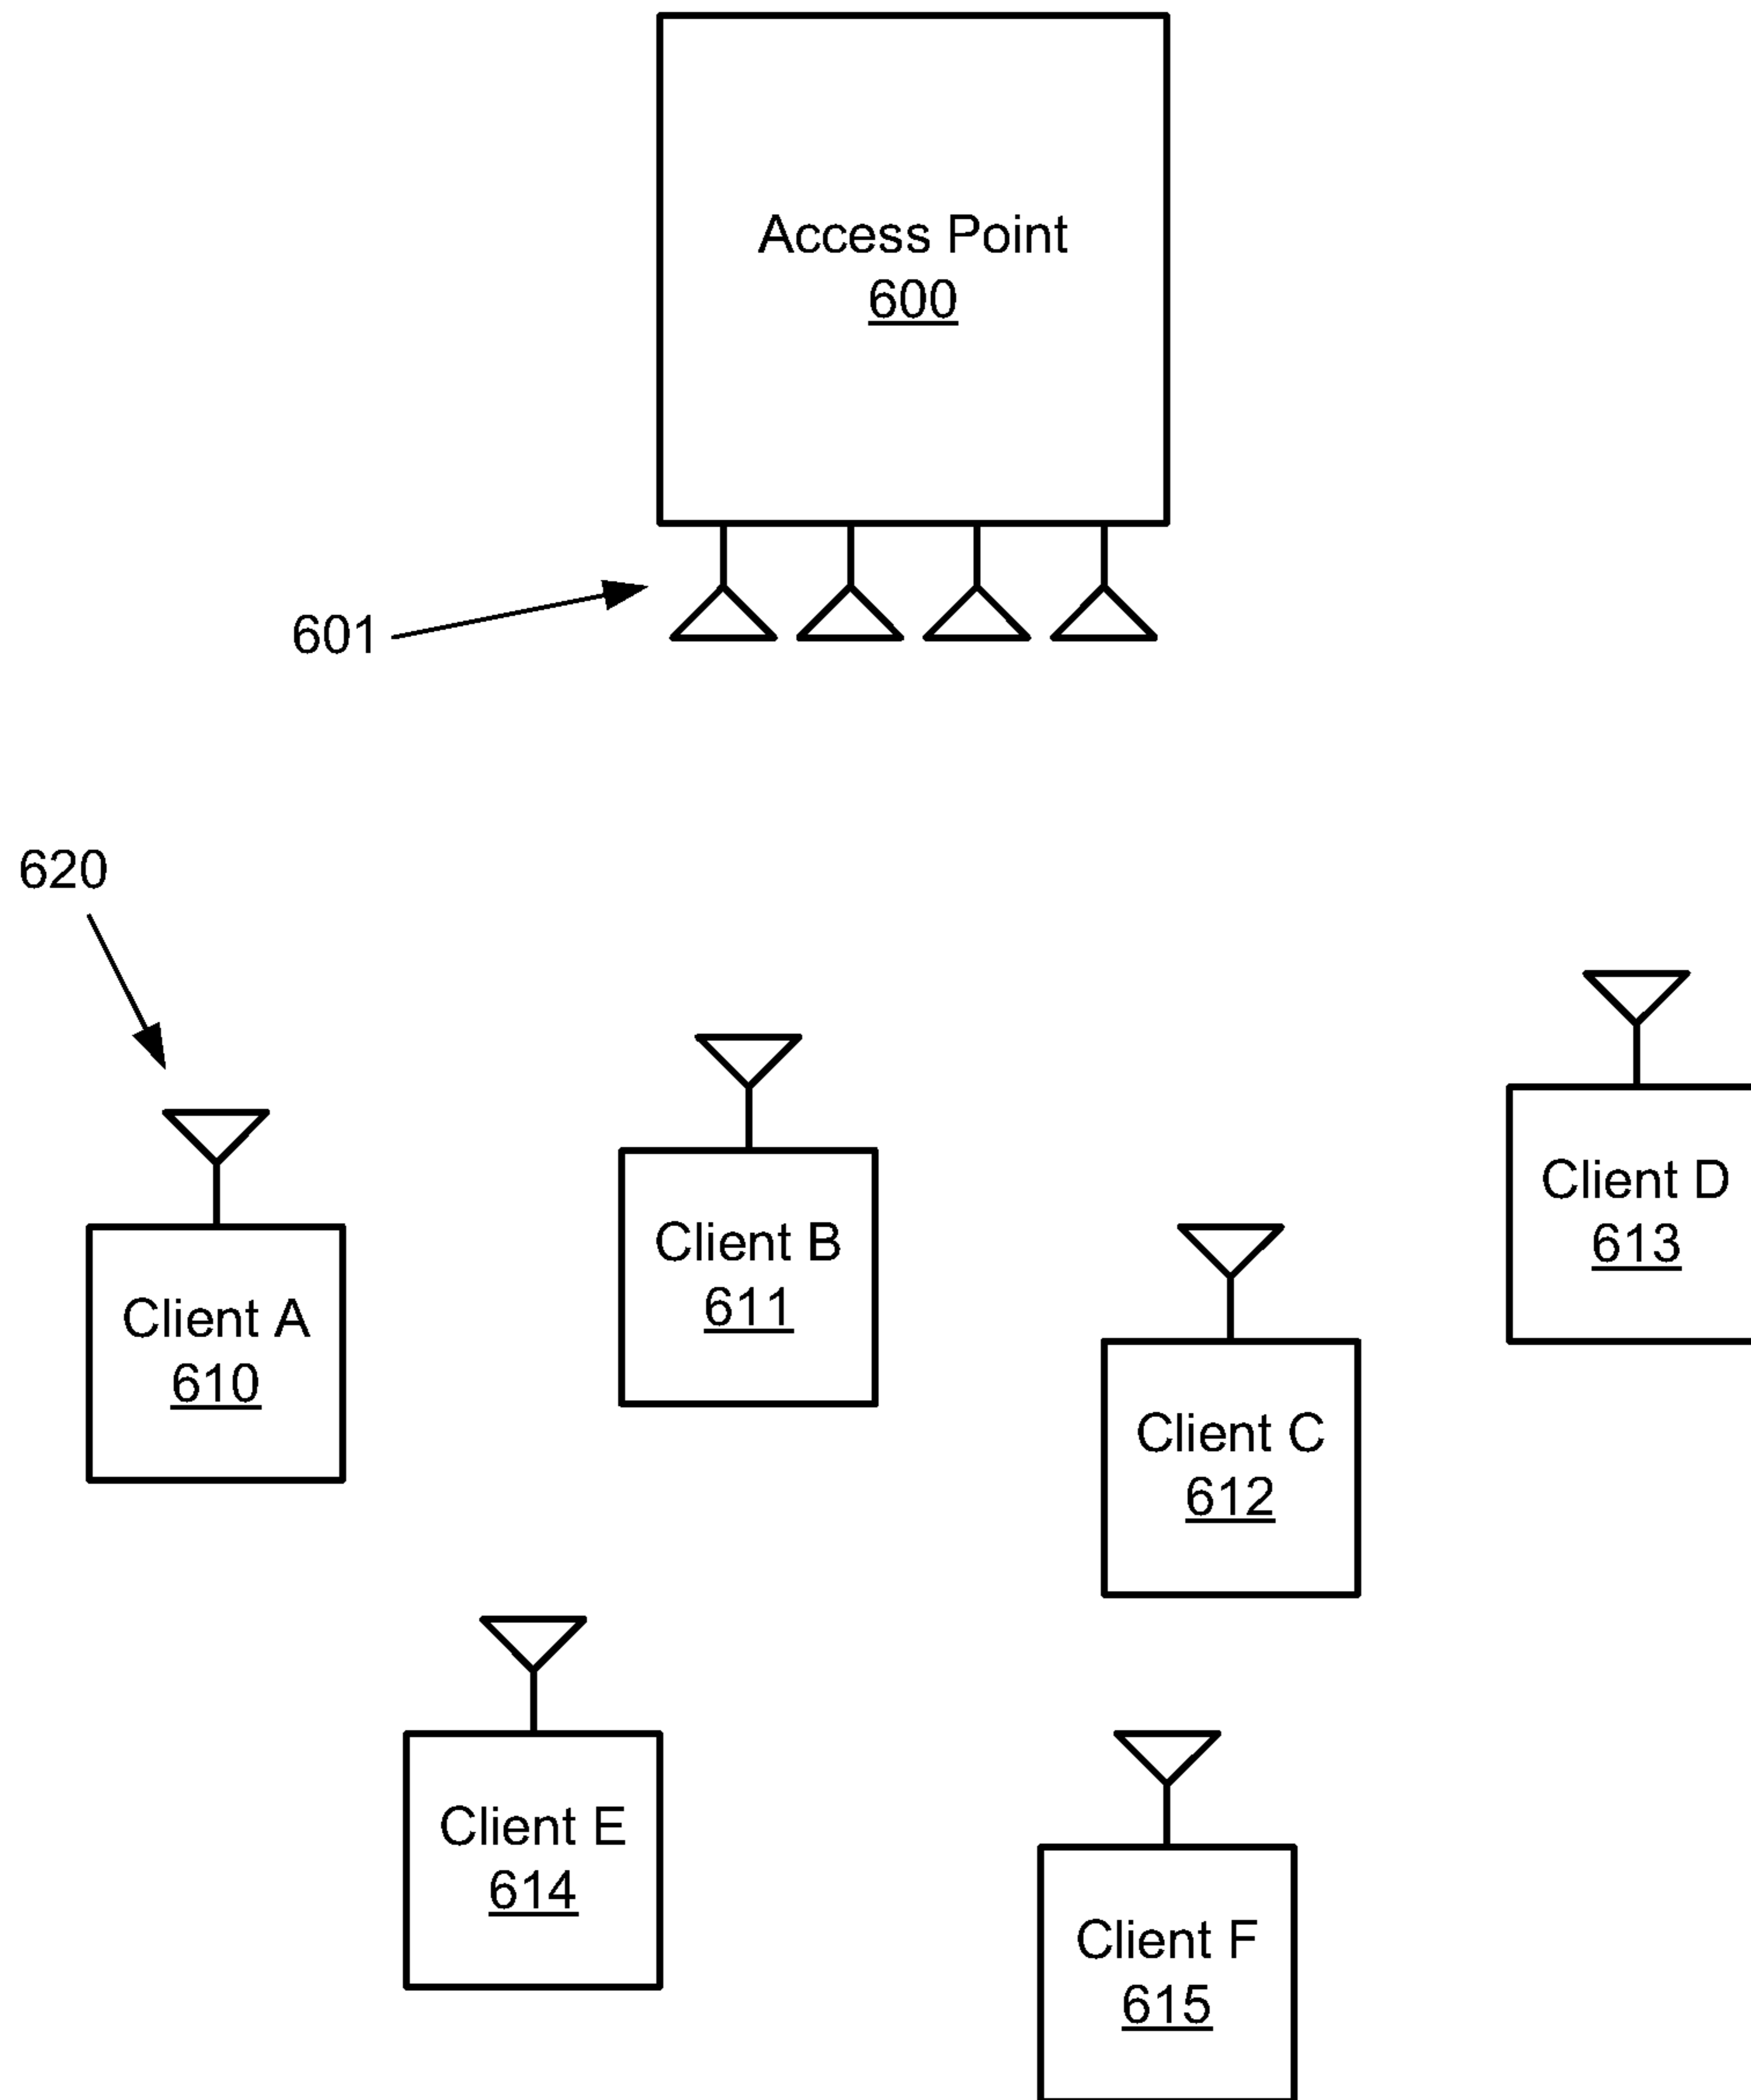 Access Point
600
601
620
Client D
613
Client B
611
Client A
610
Client C
612
Client E
614
Client F
615